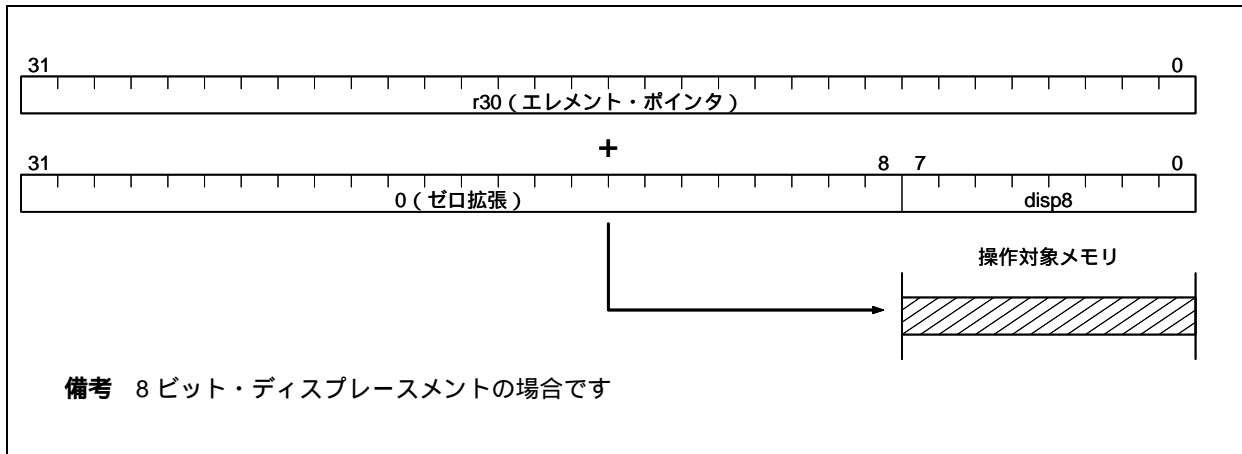 31 0
r30（エレメント・ポインタ）
+
31 8 7 0
0（ゼロ拡張） disp8
操作対象メモリ
備考 8 ビット・ディスプレースメントの場合です